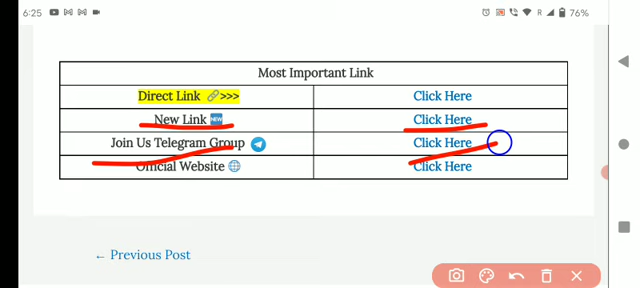 6:25 R 76%
Most Important Link
Direct Link >>> Click Here
New Link NEW Click Here
Join Us Telegram Group Click Here
Official Website Click Here
← Previous Post